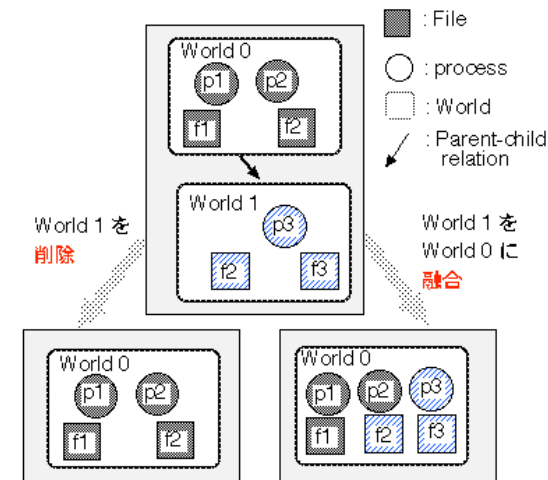 World 0
p1 p2
f1 f2
World 1
p3
f2 f3
: File
: process
: World
: Parent-child
relation
World 1 を
削除
World 1 を
World 0 に
融合
World 0
p1 p2
f1 f2
World 0
p1 p2 p3
f1 f2 f3